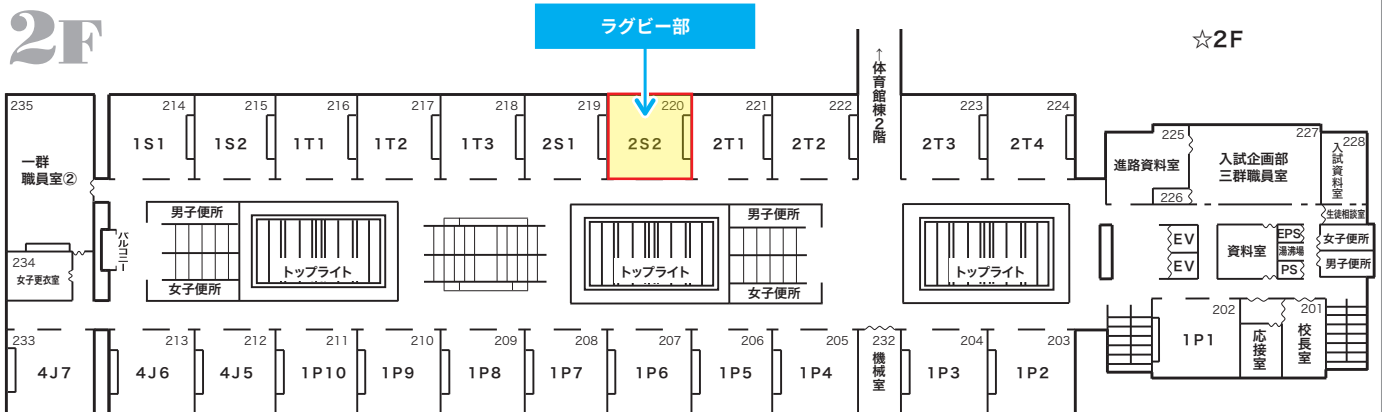 2F
ラグビー部
☆2F
235
214
215
216
217
218
219
220
221
222
↑体育館棟2階
223
224
225
227
228
一群
職員室②
1S1
1S2
1T1
1T2
1T3
2S1
2S2
2T1
2T2
2T3
2T4
進路資料室
入試企画部
三群職員室
入試資料室
226
生徒相談室
男子便所
男子便所
バルコニー
EV
EV
資料室
EPS
湯沸場
PS
女子便所
男子便所
234
女子更衣室
トップライト
トップライト
トップライト
女子便所
女子便所
202
201
233
213
212
211
210
209
208
207
206
205
232
204
203
4J7
4J6
4J5
1P10
1P9
1P8
1P7
1P6
1P5
1P4
機械室
1P3
1P2
1P1
応接室
校長室